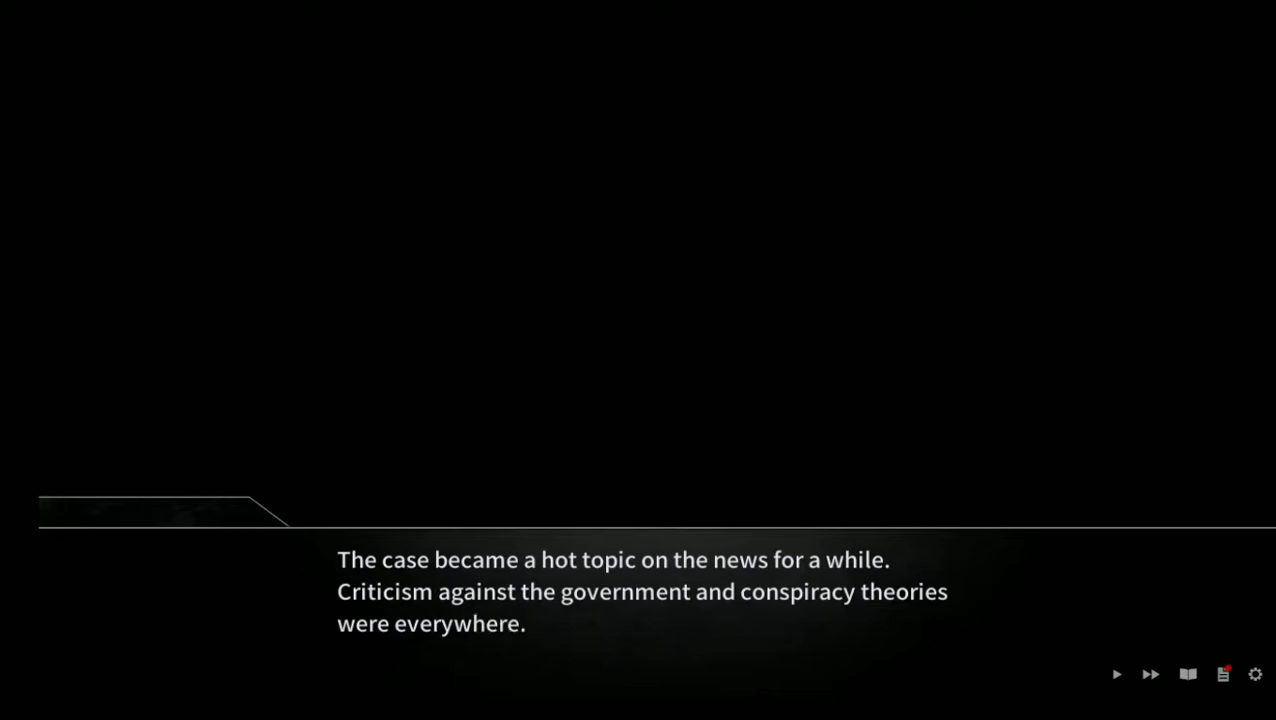 The case became a hot topic on the news for a while.
Criticism against the government and conspiracy theories
were everywhere.